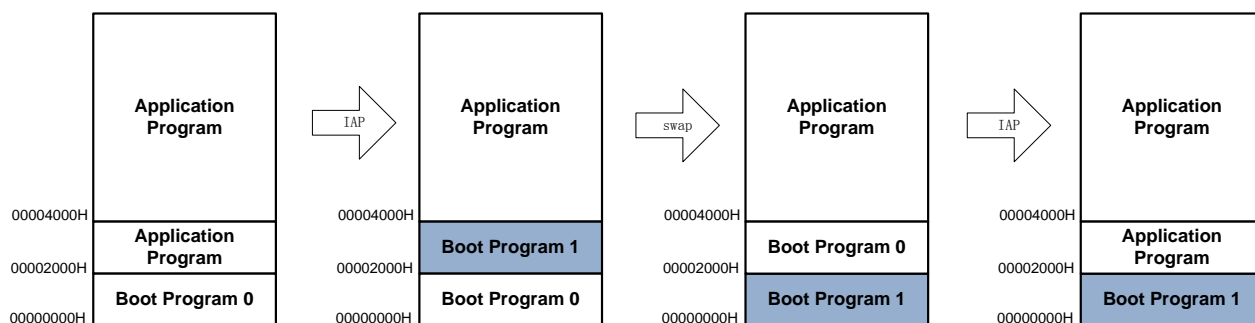 Application
Program
00004000H
Application
Program
00002000H
Boot Program 0
00000000H
IAP
Application
Program
00004000H
Boot Program 1
00002000H
Boot Program 0
00000000H
swap
Application
Program
00004000H
Boot Program 0
00002000H
Boot Program 1
00000000H
IAP
Application
Program
00004000H
Application
Program
00002000H
Boot Program 1
00000000H